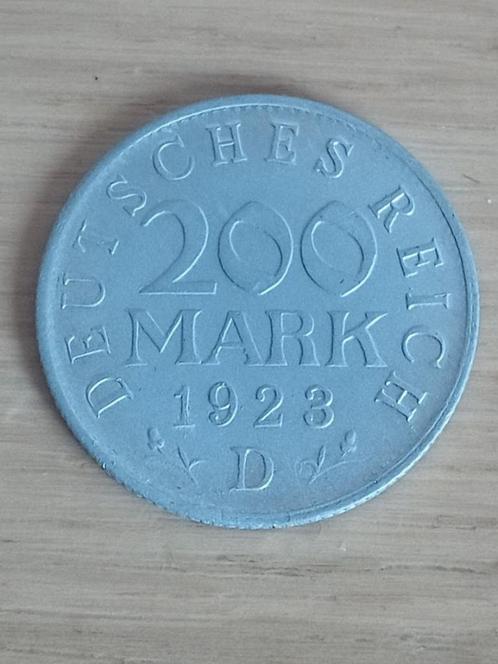 DEUTSCHES REICH
200
MARK
1923
D